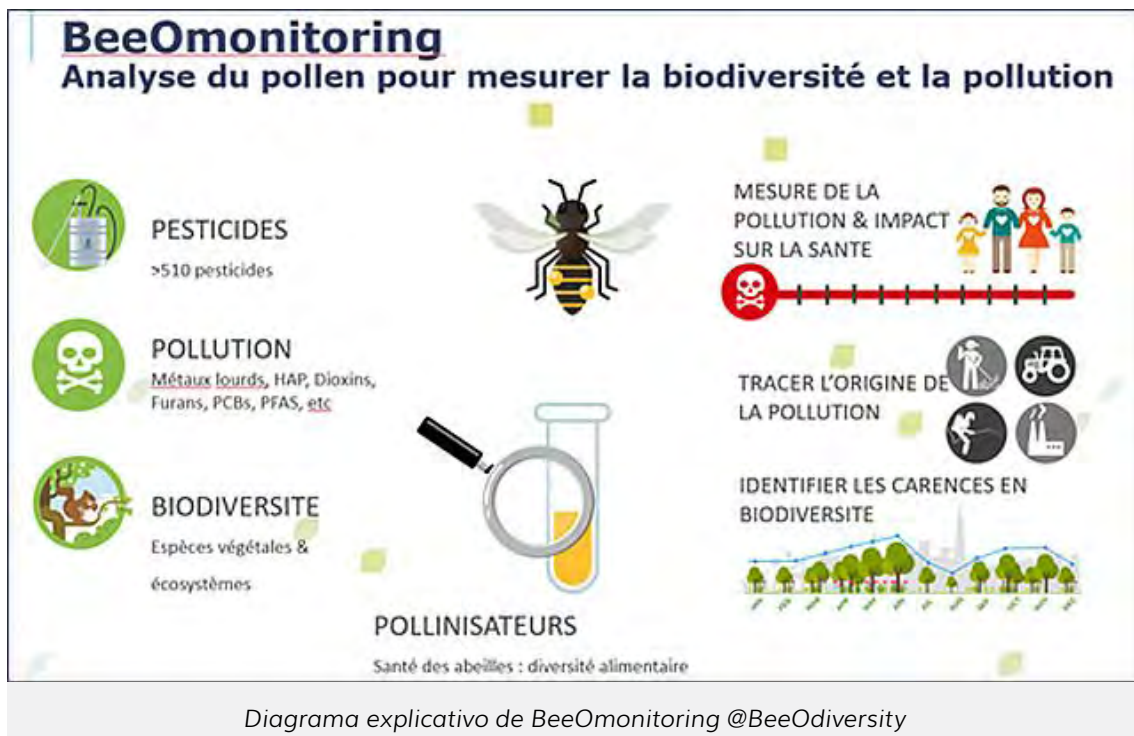 BeeOmonitoring
Analyse du pollen pour mesurer la biodiversité et la pollution
PESTICIDES
>510 pesticides
POLLUTION
Métaux lourds, HAP, Dioxins,
Furans, PCBs, PFAS, etc
BIODIVERSITE
Espèces végétales &
écosystèmes
POLLINISATEURS
Santé des abeilles : diversité alimentaire
MESURE DE LA
POLLUTION & IMPACT
SUR LA SANTE
TRACER L'ORIGINE DE
LA POLLUTION
IDENTIFIER LES CARENCES EN
BIODIVERSITE
Diagrama explicativo de BeeOmonitoring @BeeOdiversity